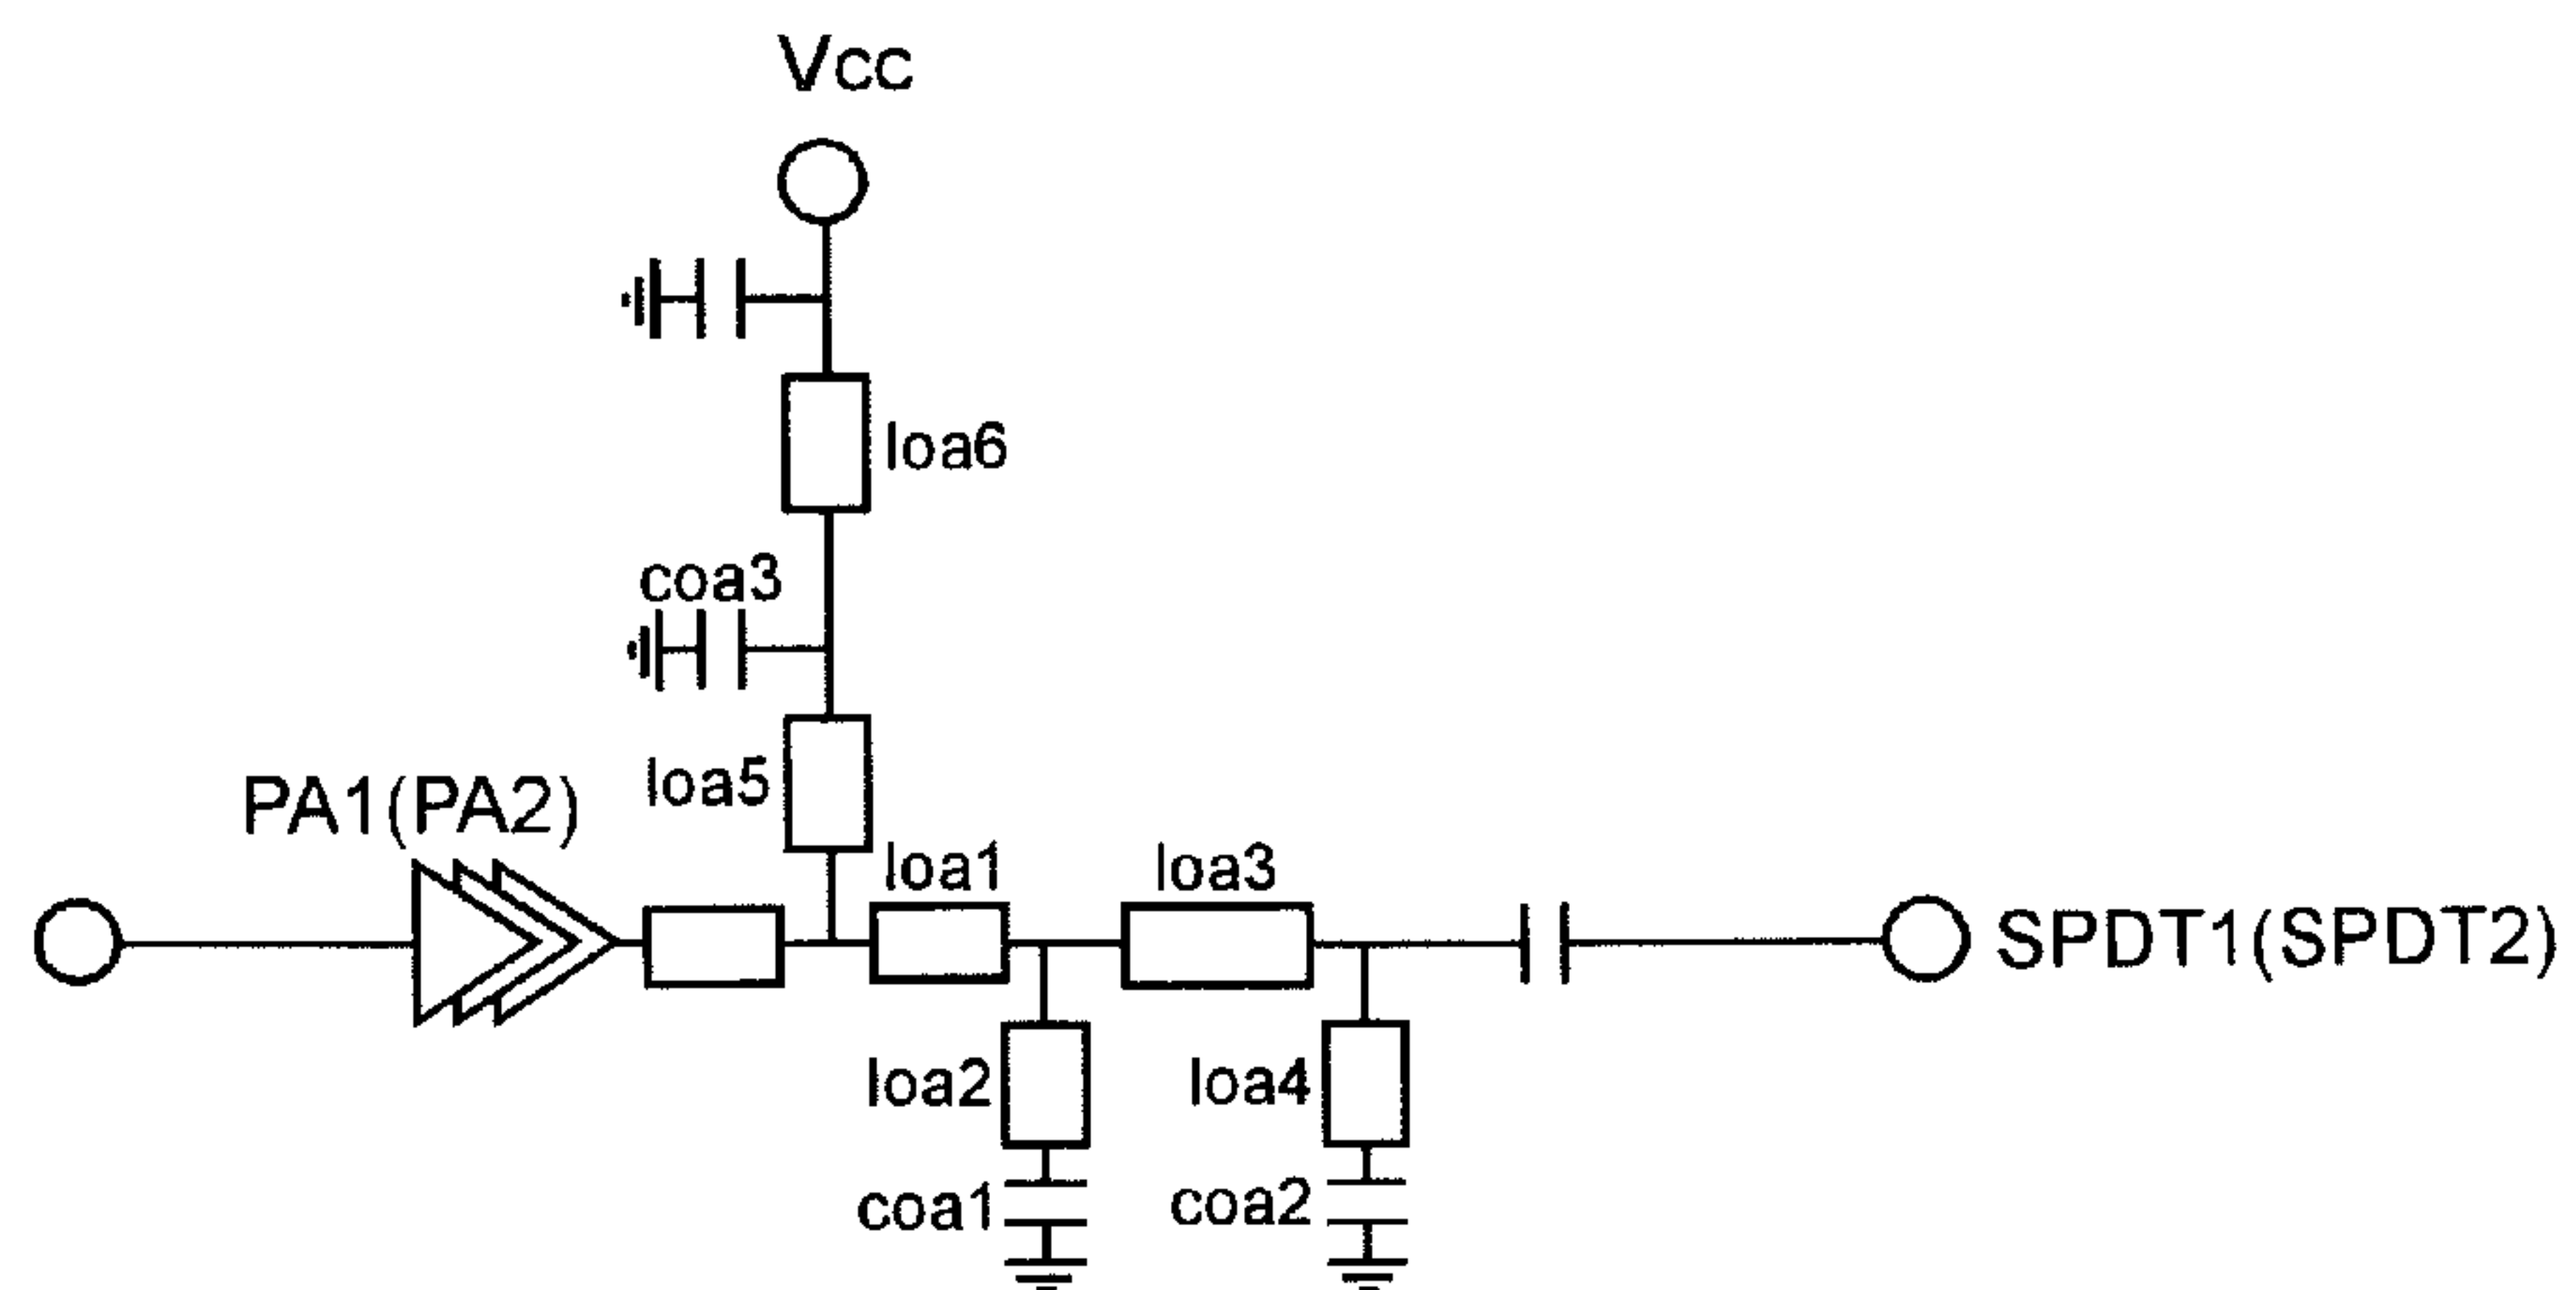 Vcc
loa6
coa3
loa5
PA1(PA2)
loa1
loa3
SPDT1(SPDT2)
loa2
loa4
coa1
coa2